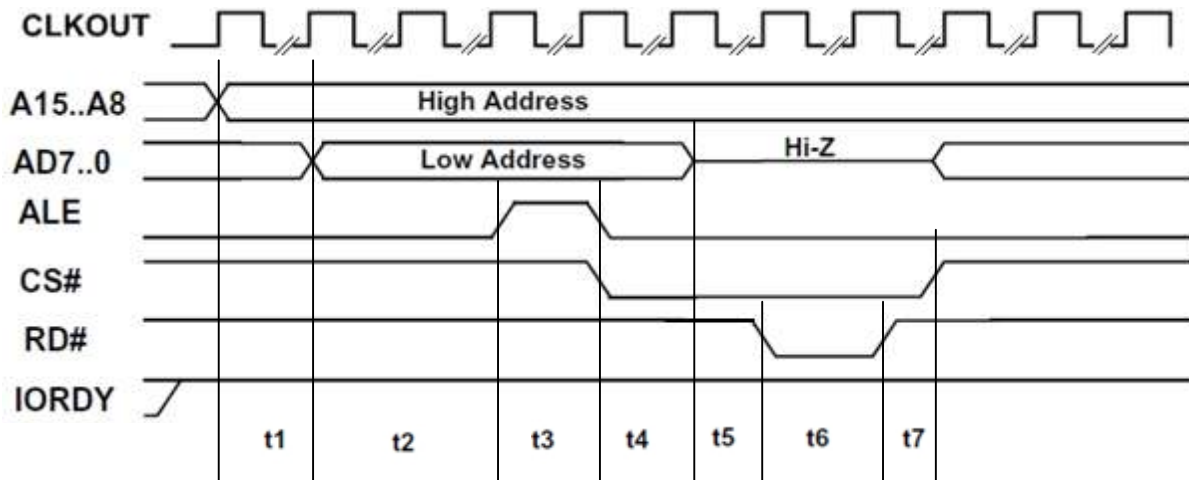 CLKOUT
A15..A8 High Address
AD7..0 Low Address Hi-Z
ALE
CS#
RD#
IORDY
t1 t2 t3 t4 t5 t6 t7